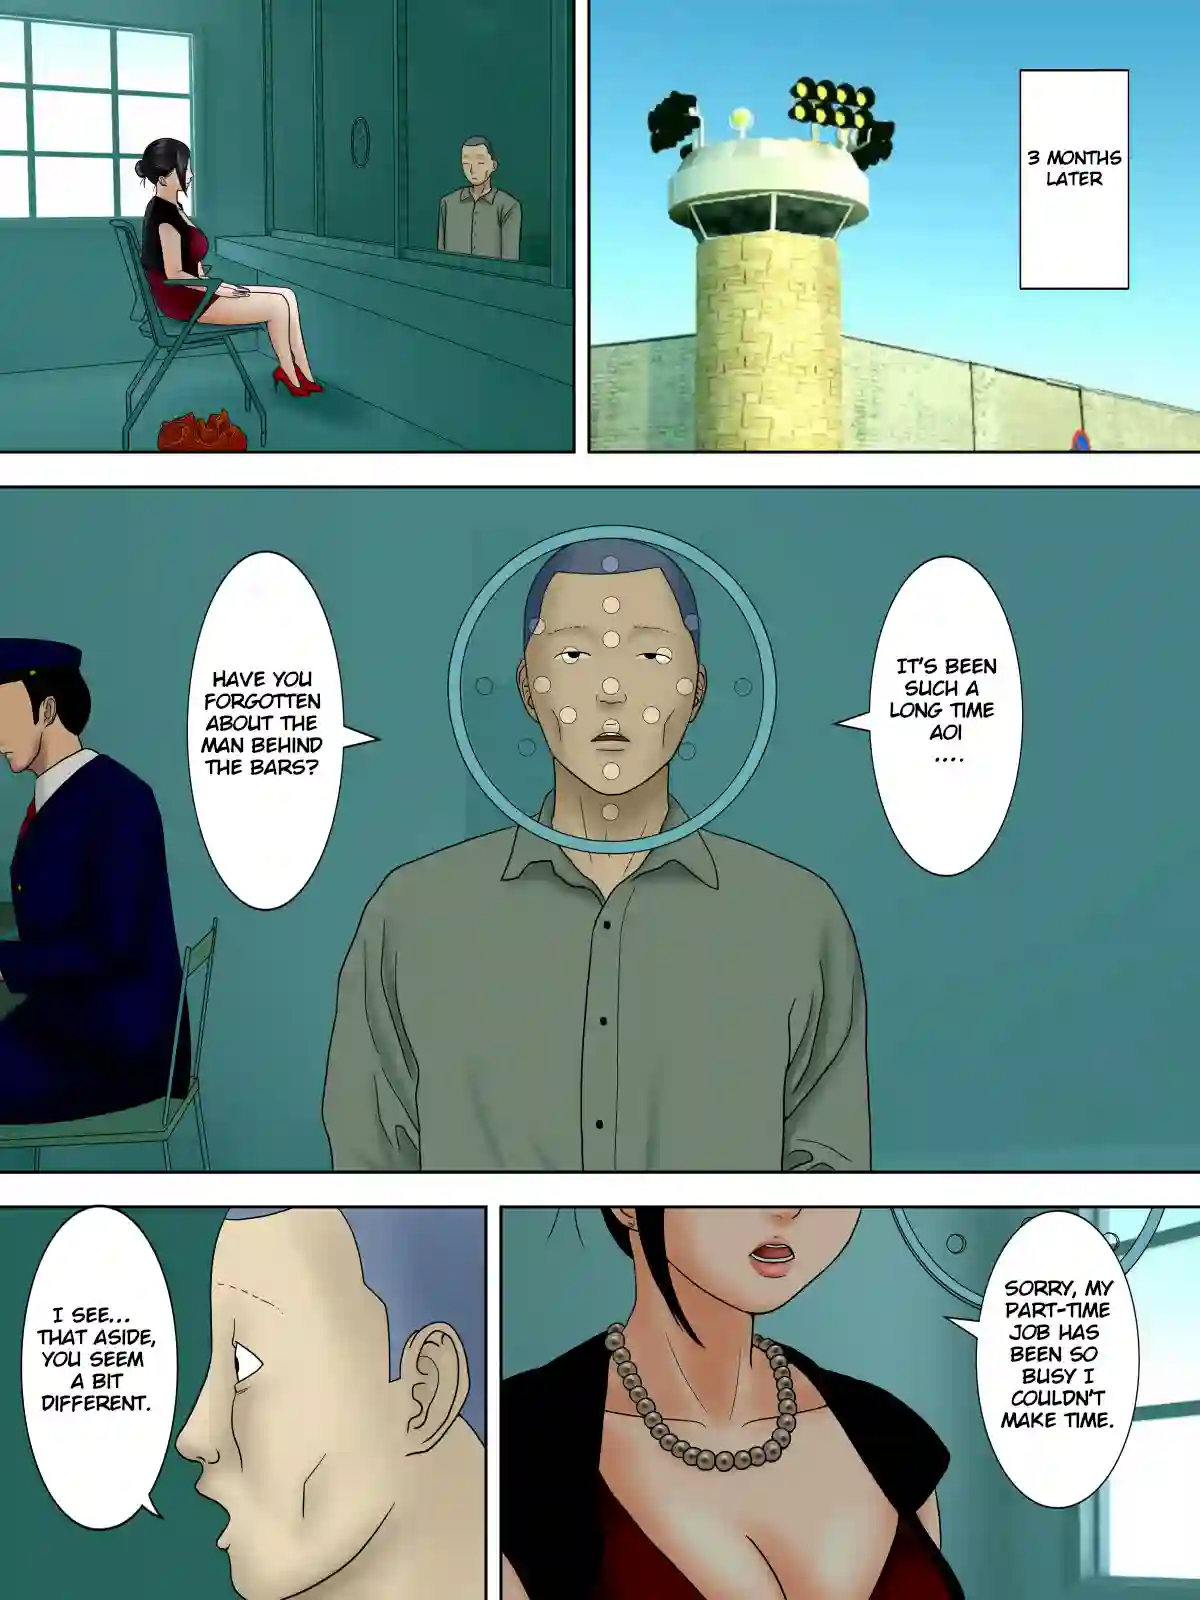 3 MONTHS
LATER
IT'S BEEN
SUCH A
LONG TIME
AOI
....
HAVE YOU
FORGOTTEN
ABOUT THE
MAN BEHIND
THE BARS?
SORRY, MY
PART-TIME
JOB HAS
BEEN SO
BUSY I
COULDN'T
MAKE TIME.
I SEE...
THAT ASIDE,
YOU SEEM
A BIT
DIFFERENT.